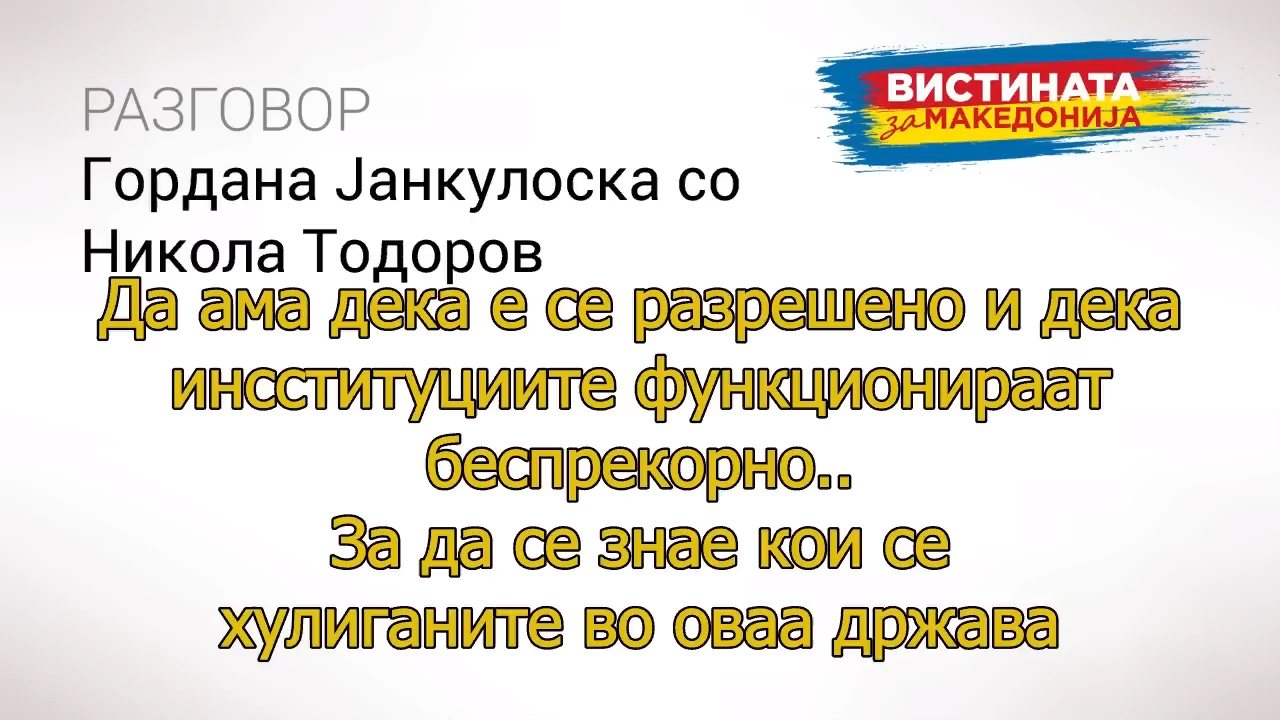 РАЗГОВОР
Гордана Јанкулоска со
Никола Тодоров
ВИСТИНАТА
за МАКЕДОНИЈА
Да ама дека е се разрешено и дека
инсституциите функционираат
беспрекорно..
За да се знае кои се
хулиганите во оваа држава